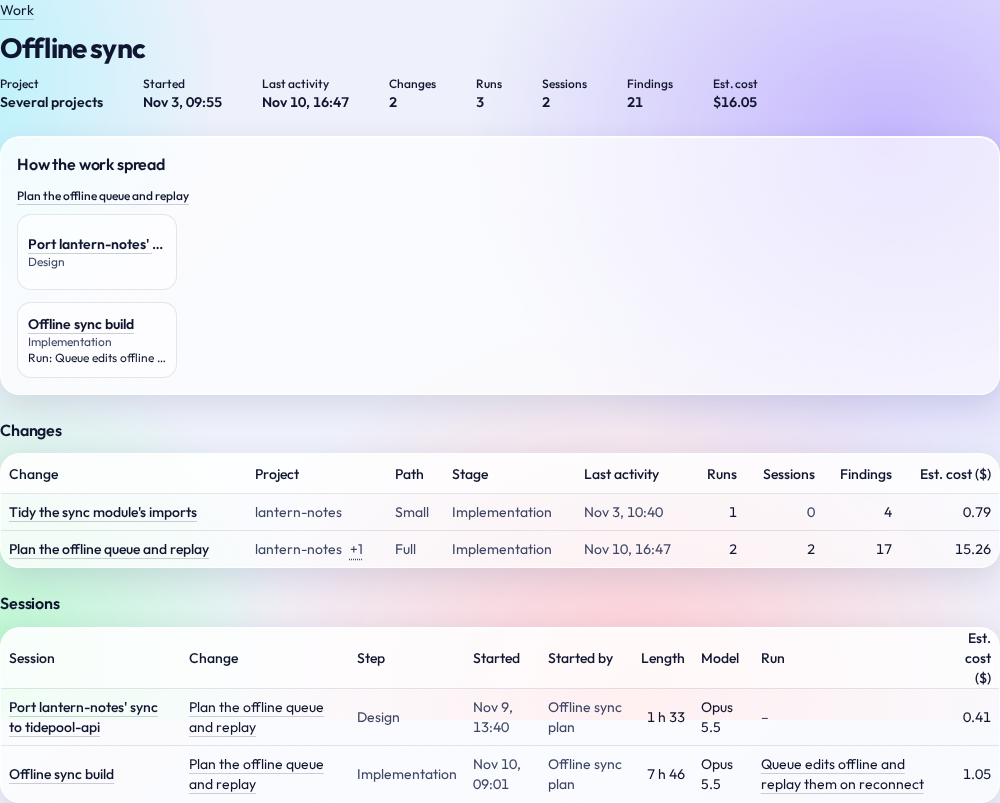 Work
Offline sync
Project Started Last activity Changes Runs Sessions Findings Est. cost
Several projects Nov 3, 09:55 Nov 10, 16:47 2 3 2 21 $16.05
How the work spread
Plan the offline queue and replay
Port lantern-notes' ...
Design
Offline sync build
Implementation
Run: Queue edits offline ...
Changes
Change Project Path Stage Last activity Runs Sessions Findings Est. cost ($)
Tidy the sync module's imports lantern-notes Small Implementation Nov 3, 10:40 1 0 4 0.79
Plan the offline queue and replay lantern-notes +1 Full Implementation Nov 10, 16:47 2 2 17 15.26
Sessions
Session Change Step Started Started by Length Model Run Est. cost ($)
Port lantern-notes' sync to tidepool-api Plan the offline queue and replay Design Nov 9, 13:40 Offline sync plan 1 h 33 Opus 5.5 – 0.41
Offline sync build Plan the offline queue and replay Implementation Nov 10, 09:01 Offline sync plan 7 h 46 Opus 5.5 Queue edits offline and replay them on reconnect 1.05